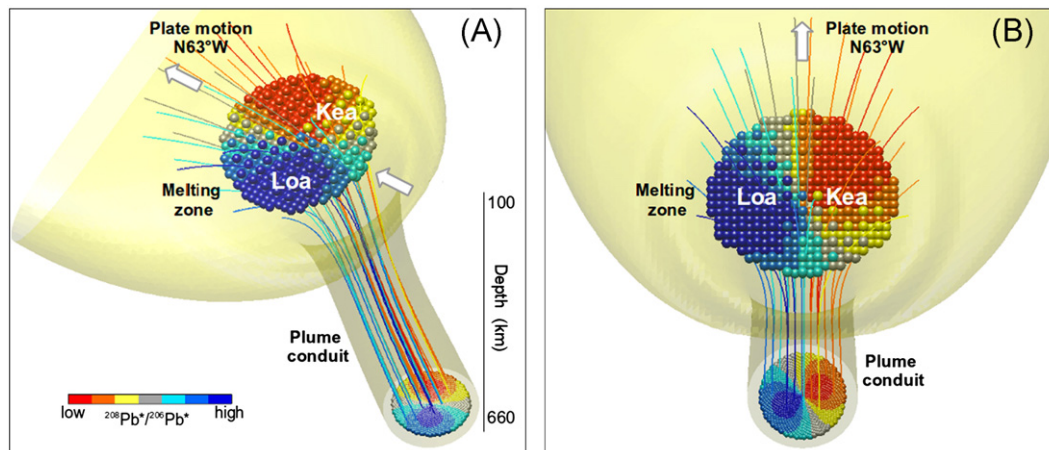 Plate motion
N63°W
(A)
Kea
Loa
Melting
zone
100
Depth (km)
Plume
conduit
660
low
high
²⁰⁸Pb*/²⁰⁶Pb*
Plate motion
N63°W
(B)
Loa
Kea
Melting
zone
Plume
conduit